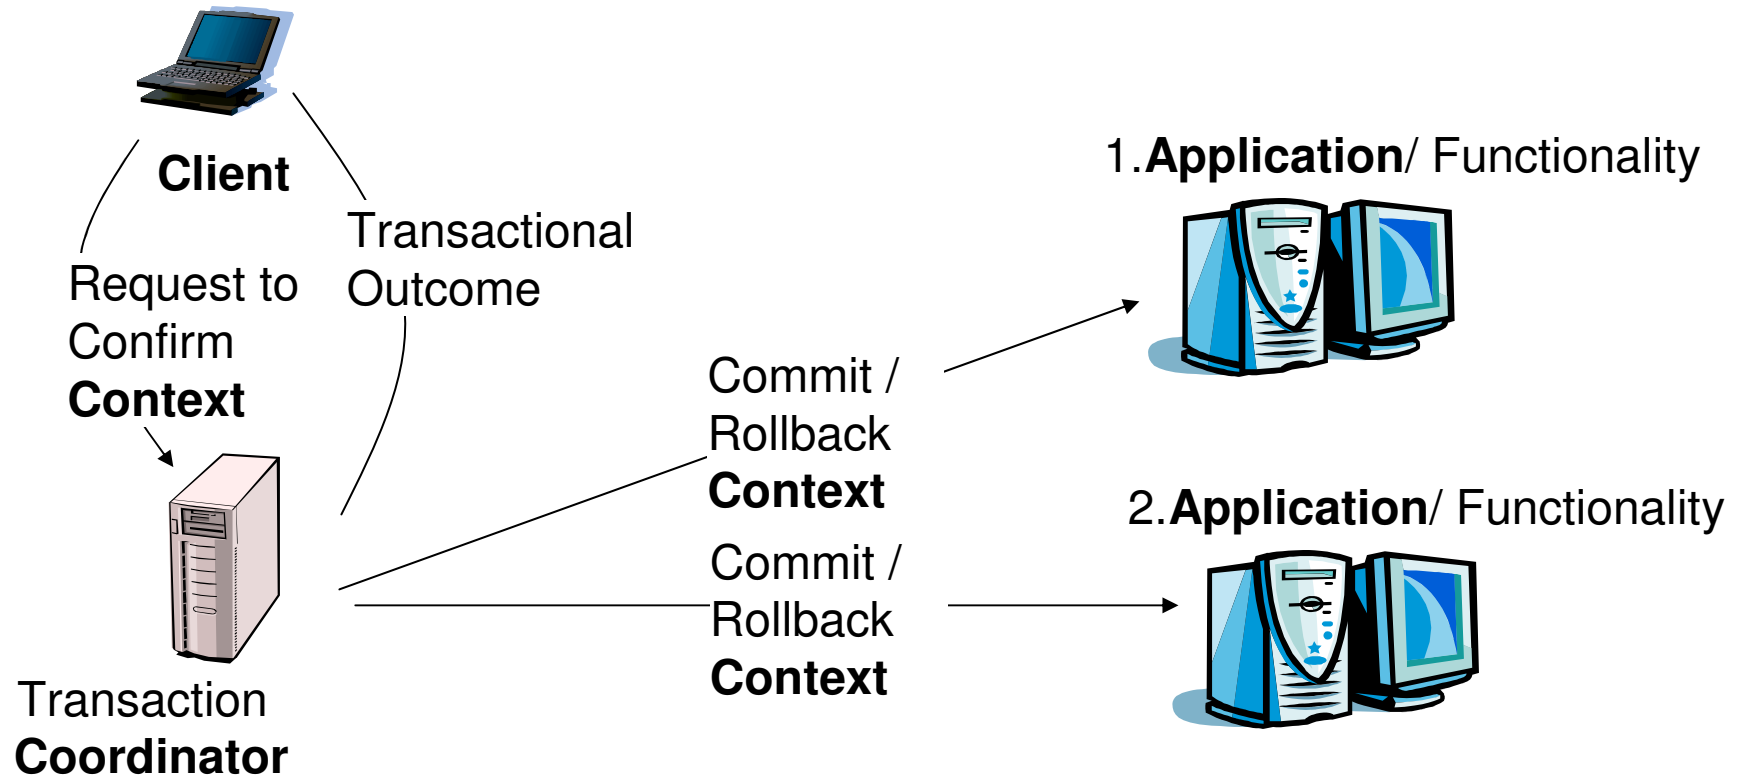 Client
Transactional
Outcome
Request to
Confirm
Context
1.Application/ Functionality
Commit /
Rollback
Context
2.Application/ Functionality
Commit /
Rollback
Context
Transaction
Coordinator